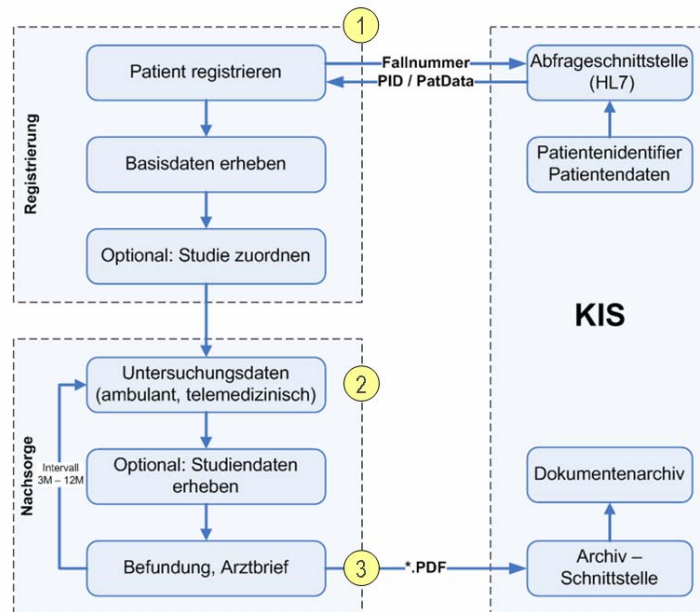 1
Registrierung
Patient registrieren
Fallnummer
PID / PatData
Abfrageschnittstelle
(HL7)
Basisdaten erheben
Patientenidentifier
Patientendaten
Optional: Studie zuordnen
KIS
Nachsorge
Untersuchungsdaten
(ambulant, telemedizinisch)
2
Intervall
3M – 12M
Optional: Studiendaten
erheben
Dokumentenarchiv
Befundung, Arztbrief
3
*.PDF
Archiv –
Schnittstelle